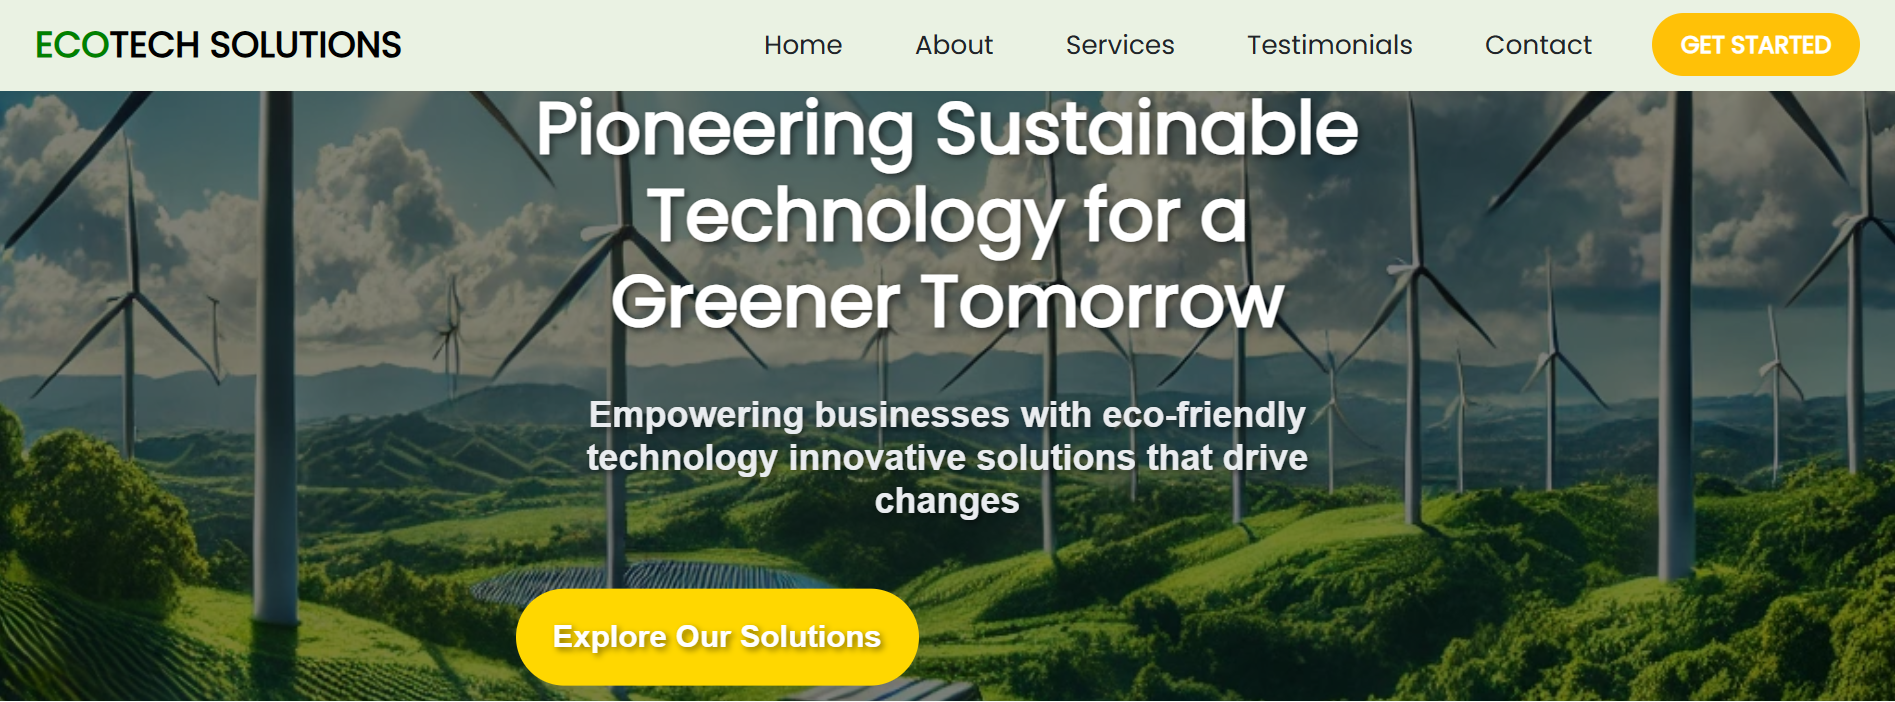 ECOTECH SOLUTIONS
Home
About
Services
Testimonials
Contact
GET STARTED
Pioneering Sustainable
Technology for a
Greener Tomorrow
Empowering businesses with eco-friendly
technology innovative solutions that drive
changes
Explore Our Solutions